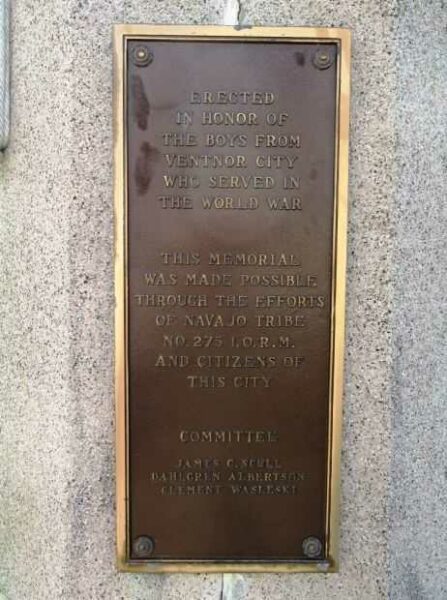 ERECTED
IN HONOR OF
THE BOYS FROM
VENTNOR CITY
WHO SERVED IN
THE WORLD WAR
THIS MEMORIAL
WAS MADE POSSIBLE
THROUGH THE EFFORTS
OF NAVAJO TRIBE
NO. 275 I.O.R.M.
AND CITIZENS OF
THIS CITY
COMMITTEE
JAMES C. SCULL
DAHLGREN ALBERTSON
CLEMENT WASLESKI